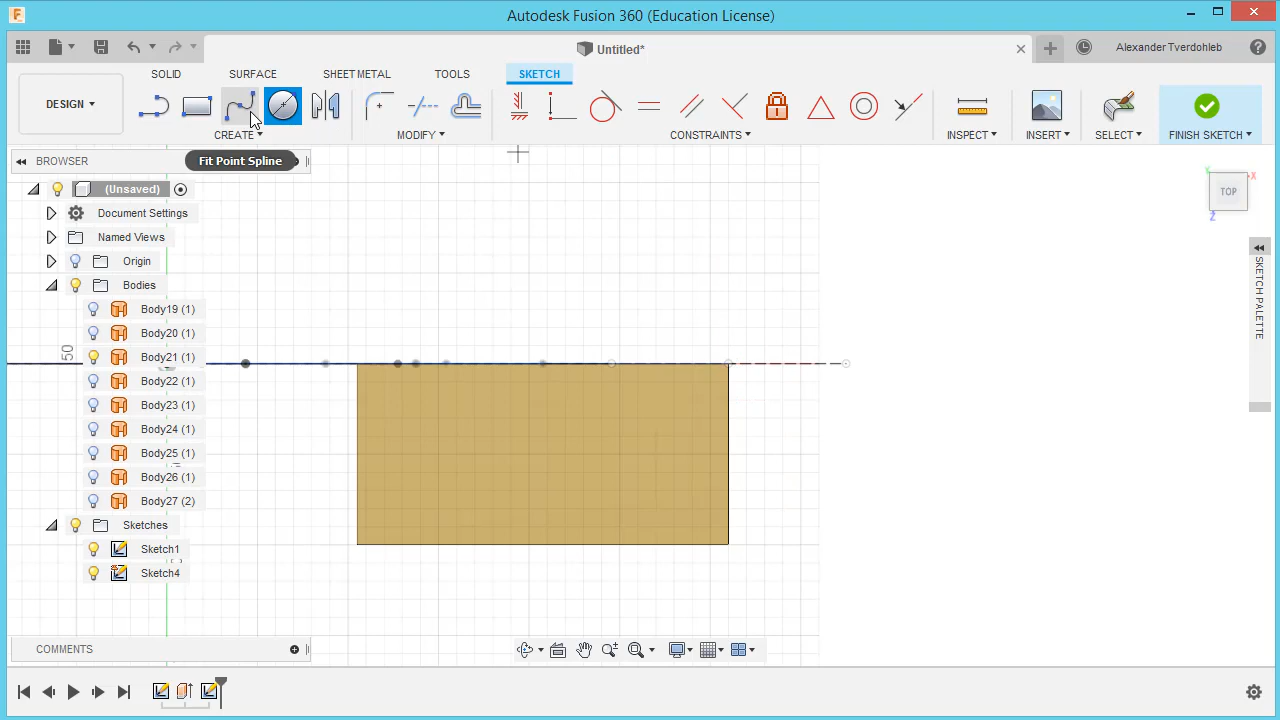 Autodesk Fusion 360 (Education License)
Untitled*
Alexander Tverdohleb
DESIGN
SOLID
SURFACE
SHEET METAL
TOOLS
SKETCH
CREATE
MODIFY
CONSTRAINTS
INSPECT
INSERT
SELECT
FINISH SKETCH
BROWSER
Fit Point Spline
(Unsaved)
Document Settings
Named Views
Origin
Bodies
Body19 (1)
Body20 (1)
Body21 (1)
Body22 (1)
Body23 (1)
Body24 (1)
Body25 (1)
Body26 (1)
Body27 (2)
Sketches
Sketch1
Sketch4
50
TOP
X
Y
Z
SKETCH PALETTE
COMMENTS